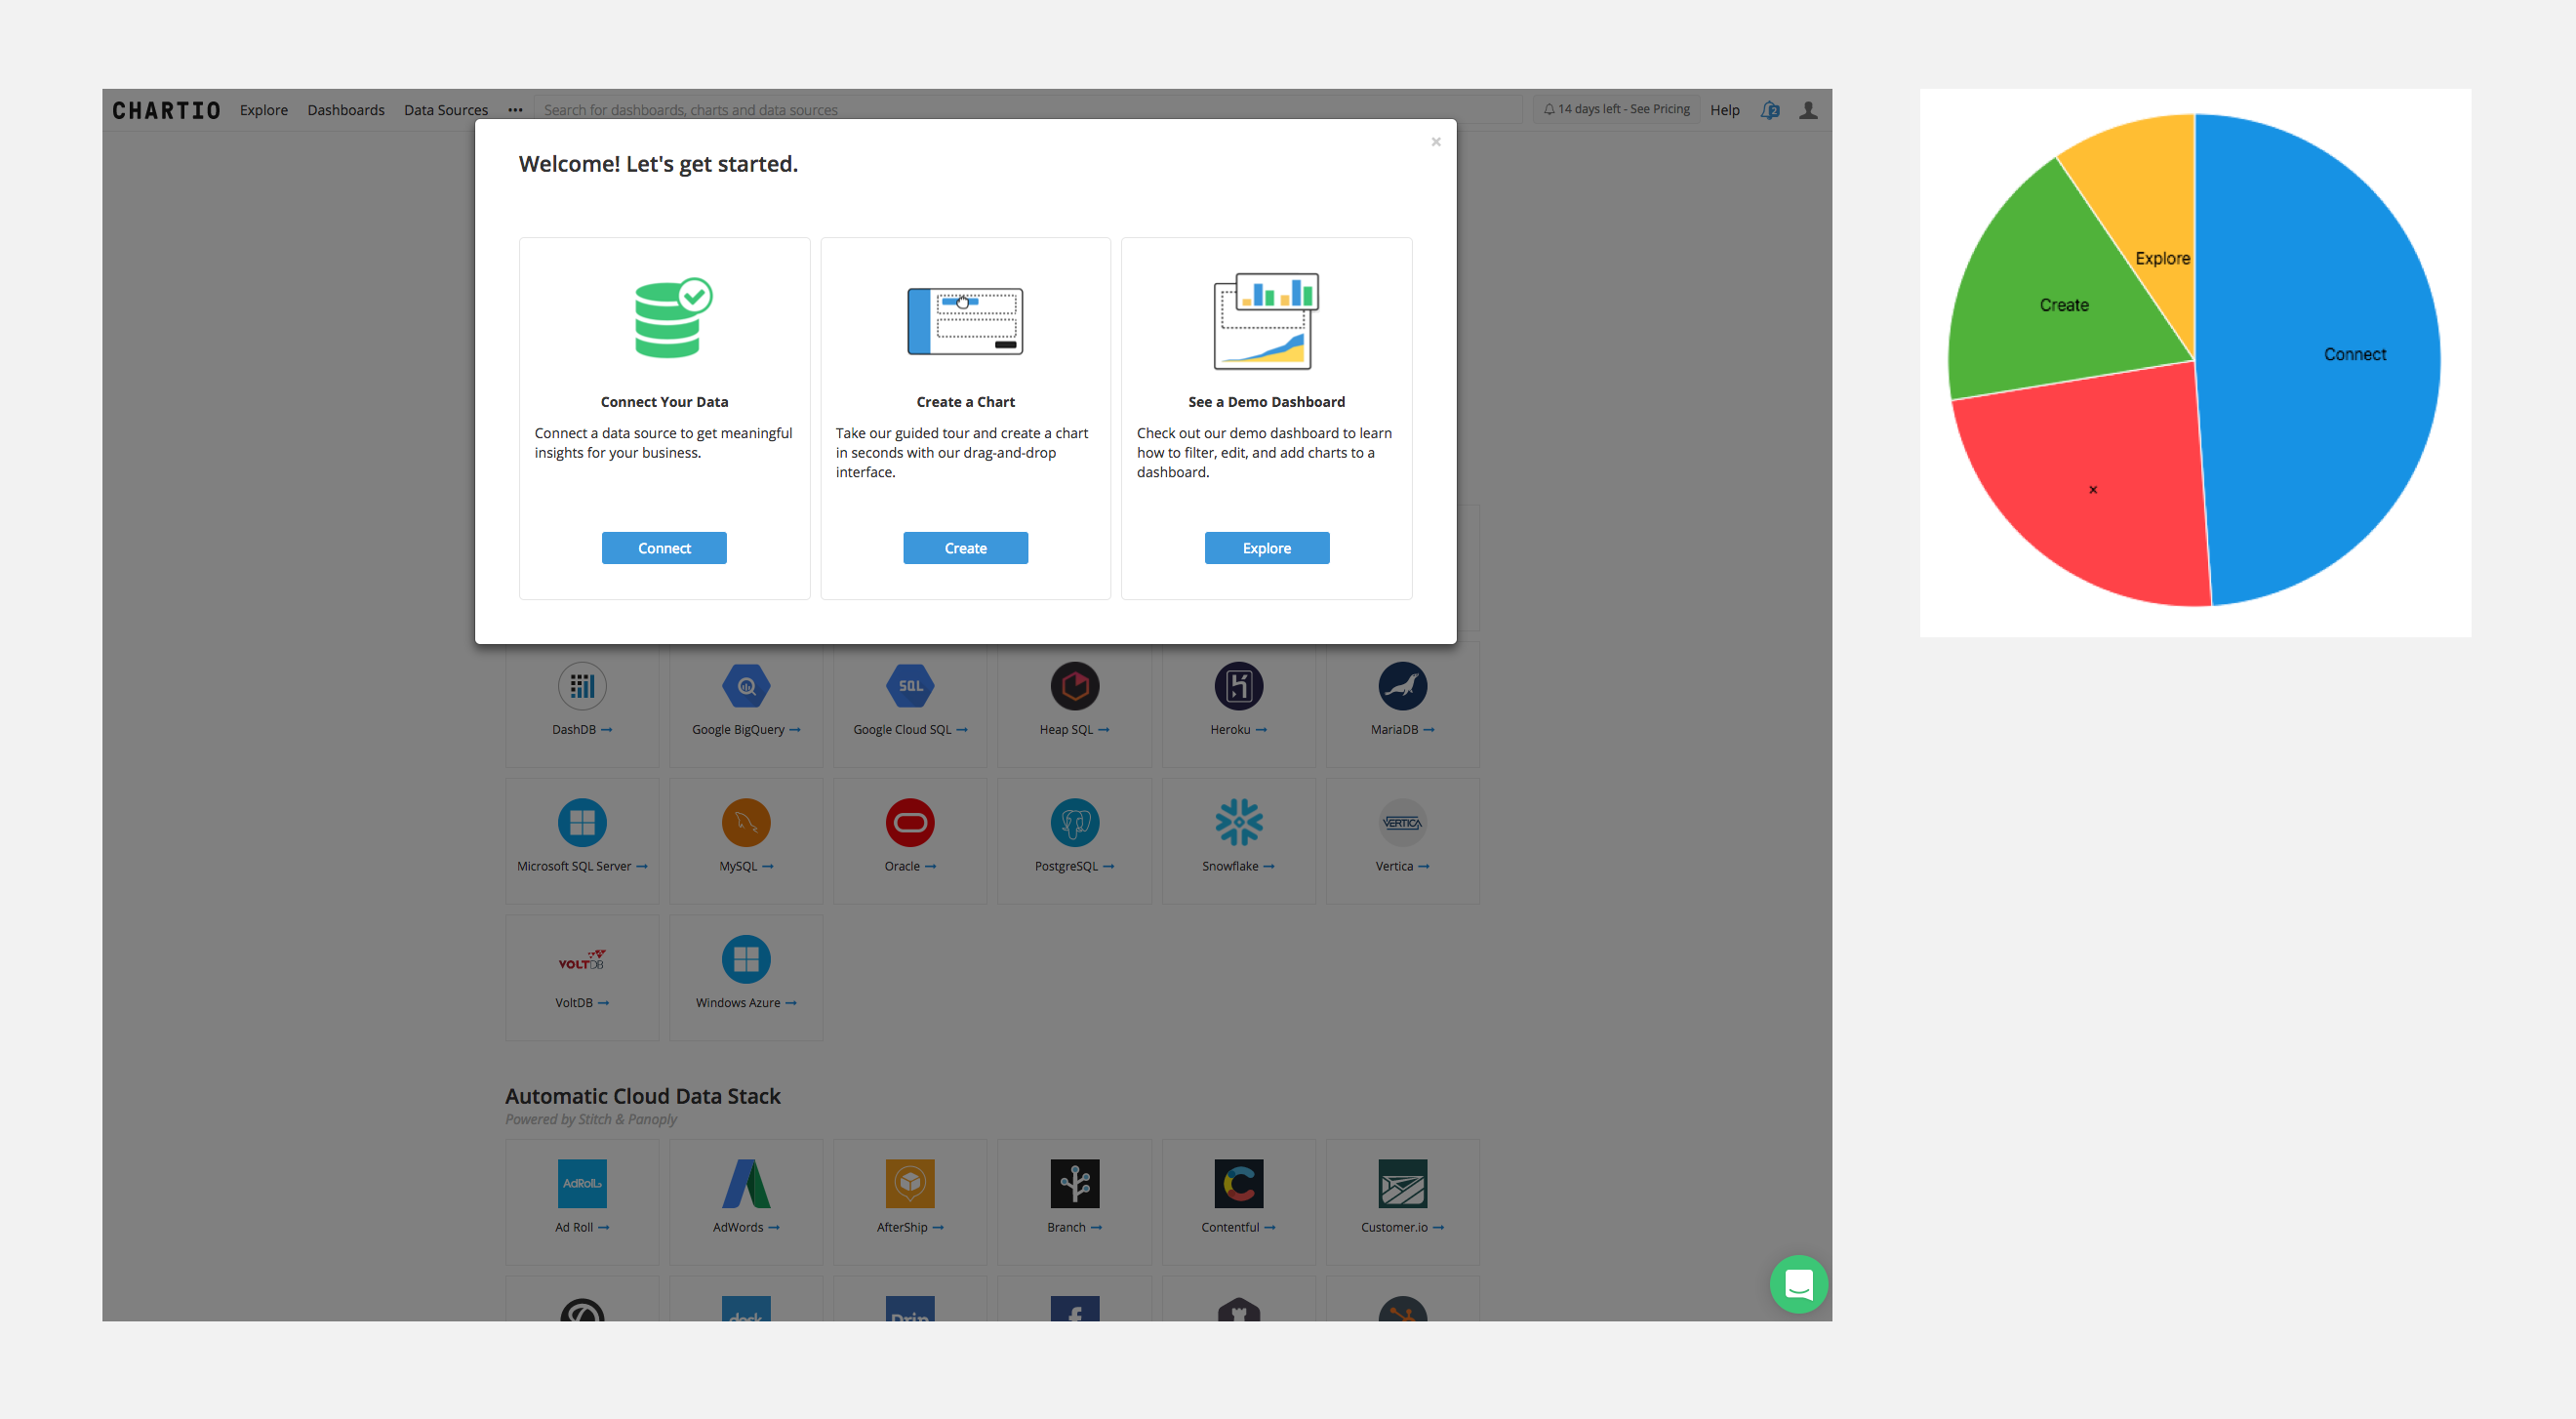 CHARTIO Explore Dashboards Data Sources ••• Search for dashboards, charts and data sources 14 days left - See Pricing Help 2
×
Welcome! Let's get started.
Connect Your Data
Connect a data source to get meaningful
insights for your business.
Connect
Create a Chart
Take our guided tour and create a chart
in seconds with our drag-and-drop
interface.
Create
See a Demo Dashboard
Check out our demo dashboard to learn
how to filter, edit, and add charts to a
dashboard.
Explore
SQL
DashDB → Google BigQuery → Google Cloud SQL → Heap SQL → Heroku → MariaDB →
VERTICA
Microsoft SQL Server → MySQL → Oracle → PostgreSQL → Snowflake → Vertica →
VOLTDB
VoltDB → Windows Azure →
Automatic Cloud Data Stack
Powered by Stitch & Panoply
AdRoll
Ad Roll → AdWords → AfterShip → Branch → Contentful → Customer.io →
desk Drip f
Explore
Create
Connect
×